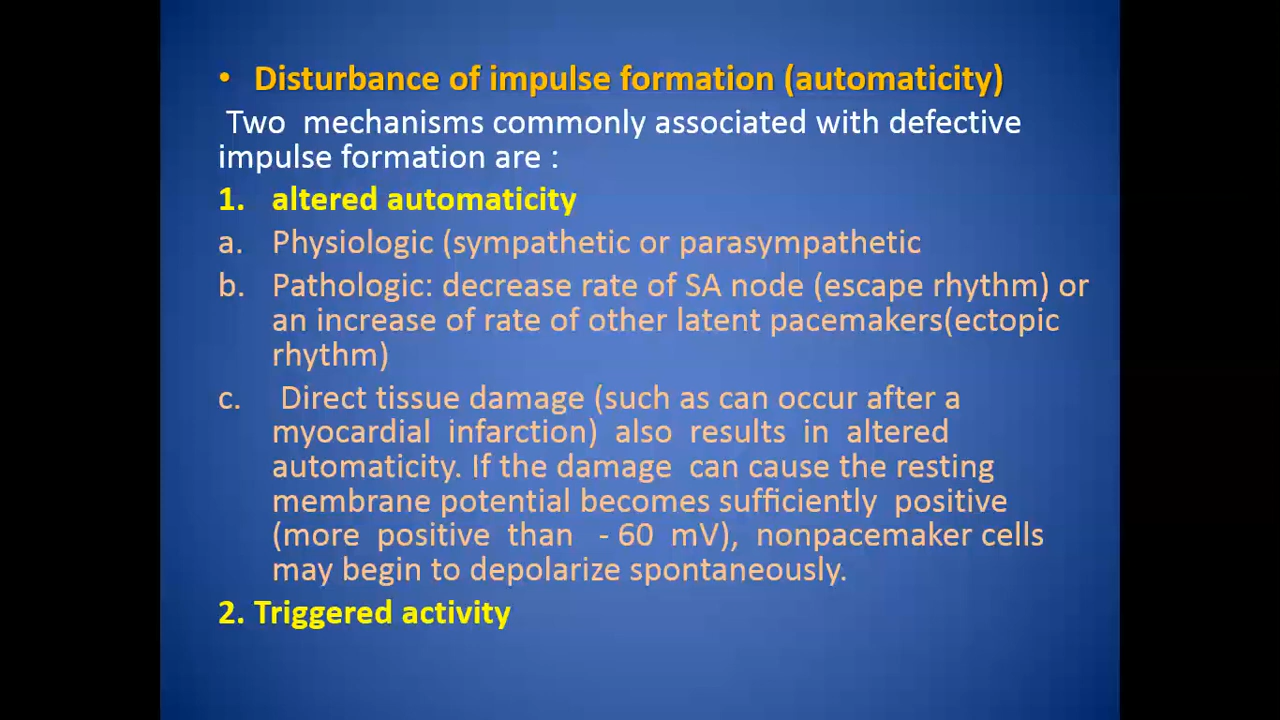 • Disturbance of impulse formation (automaticity)
Two mechanisms commonly associated with defective
impulse formation are :
1. altered automaticity
a. Physiologic (sympathetic or parasympathetic
b. Pathologic: decrease rate of SA node (escape rhythm) or
an increase of rate of other latent pacemakers(ectopic
rhythm)
c. Direct tissue damage (such as can occur after a
myocardial infarction) also results in altered
automaticity. If the damage can cause the resting
membrane potential becomes sufficiently positive
(more positive than - 60 mV), nonpacemaker cells
may begin to depolarize spontaneously.
2. Triggered activity